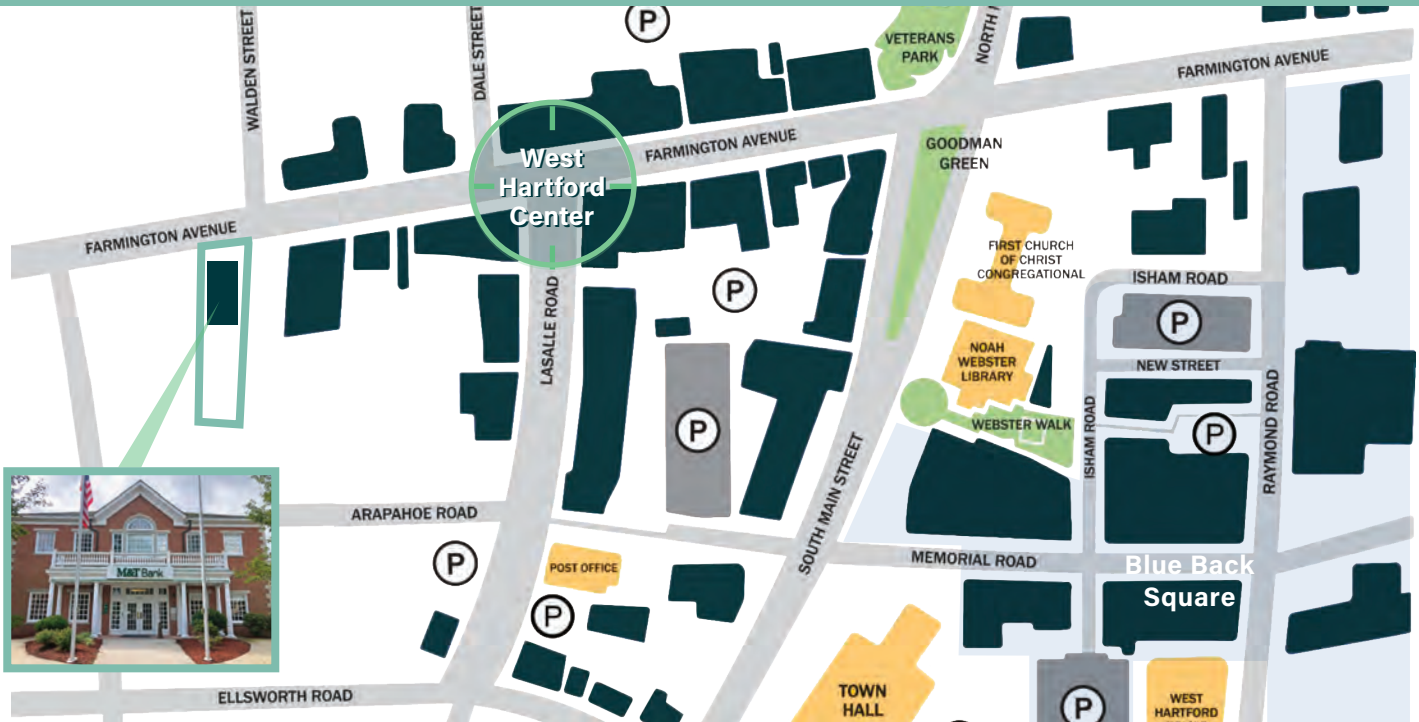 WALDEN STREET
DALE STREET
P
VETERANS
PARK
NORTH
FARMINGTON AVENUE
West
Hartford
Center
FARMINGTON AVENUE
GOODMAN
GREEN
FARMINGTON AVENUE
FIRST CHURCH
OF CHRIST
CONGREGATIONAL
ISHAM ROAD
P
P
LASALLE ROAD
NOAH
WEBSTER
LIBRARY
NEW STREET
RAYMOND ROAD
P
WEBSTER WALK
ISHAM ROAD
P
SOUTH MAIN STREET
M&T Bank
ARAPAHOE ROAD
P
POST OFFICE
MEMORIAL ROAD
Blue Back
Square
P
ELLSWORTH ROAD
TOWN
HALL
P
WEST
HARTFORD